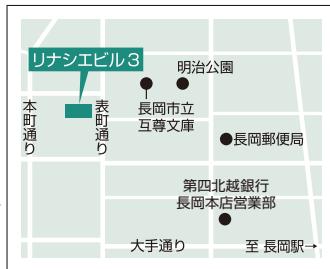 リナシエビル3
明治公園
本町通り
表町通り
長岡市立
互尊文庫
長岡郵便局
第四北越銀行
長岡本店営業部
大手通り
至 長岡駅→